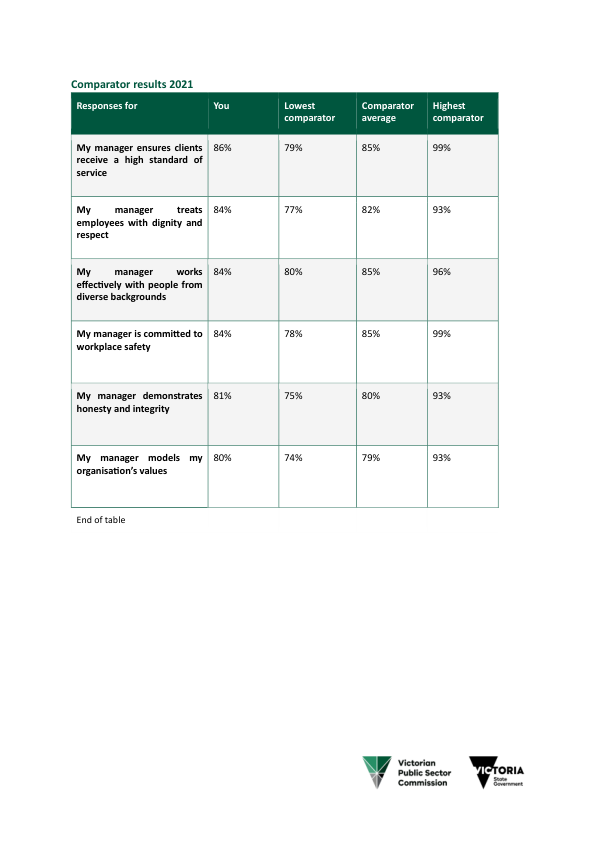 Comparator results 2021
Responses for You Lowest comparator Comparator average Highest comparator
My manager ensures clients receive a high standard of service 86% 79% 85% 99%
My manager treats employees with dignity and respect 84% 77% 82% 93%
My manager works effectively with people from diverse backgrounds 84% 80% 85% 96%
My manager is committed to workplace safety 84% 78% 85% 99%
My manager demonstrates honesty and integrity 81% 75% 80% 93%
My manager models my organisation's values 80% 74% 79% 93%
End of table
Victorian
Public Sector
Commission
VICTORIA
State
Government